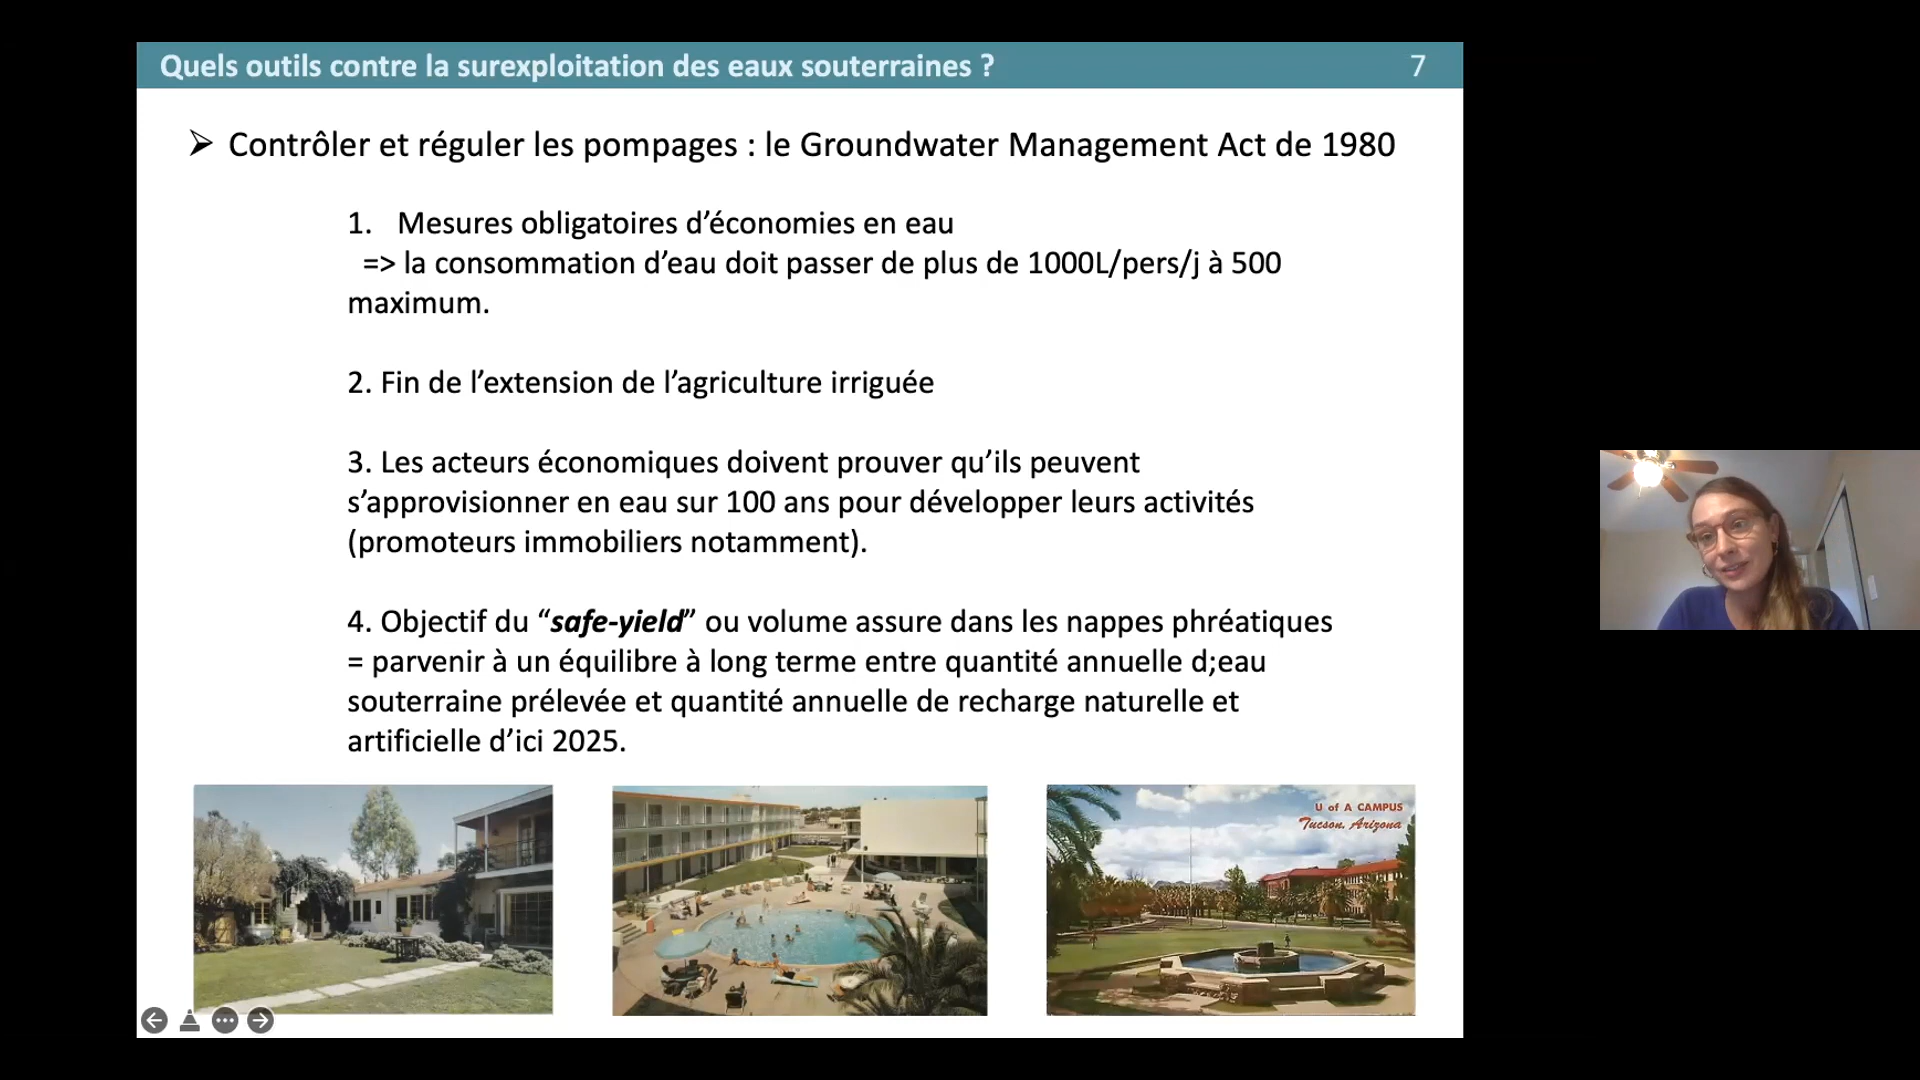 Quels outils contre la surexploitation des eaux souterraines ?
7
➢ Contrôler et réguler les pompages : le Groundwater Management Act de 1980
1. Mesures obligatoires d’économies en eau
=> la consommation d’eau doit passer de plus de 1000L/pers/j à 500
maximum.
2. Fin de l’extension de l’agriculture irriguée
3. Les acteurs économiques doivent prouver qu’ils peuvent
s’approvisionner en eau sur 100 ans pour développer leurs activités
(promoteurs immobiliers notamment).
4. Objectif du “safe-yield” ou volume assure dans les nappes phréatiques
= parvenir à un équilibre à long terme entre quantité annuelle d;eau
souterraine prélevée et quantité annuelle de recharge naturelle et
artificielle d’ici 2025.
U of A CAMPUS
Tucson, Arizona